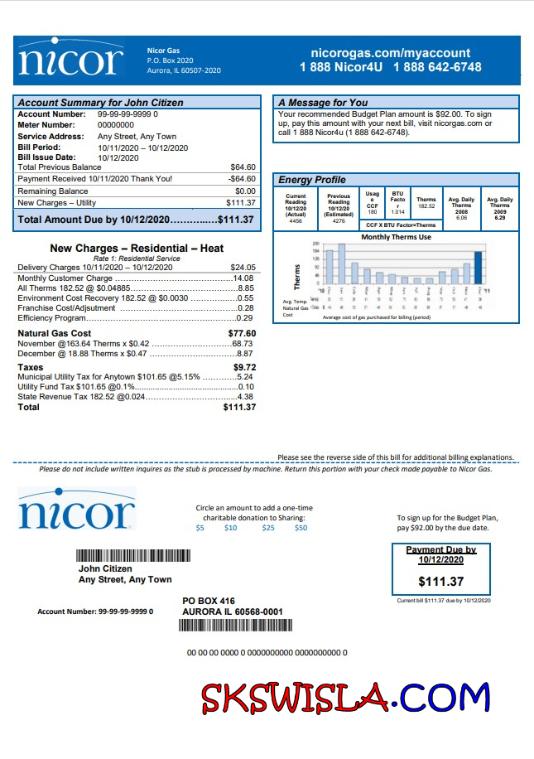 nicor
Nicor Gas
P.O. Box 2020
Aurora, IL 60507-2020
nicorogas.com/myaccount
1 888 Nicor4U 1 888 642-6748
Account Summary for John Citizen
Account Number: 99-99-99-9999 0
Meter Number: 00000000
Service Address: Any Street, Any Town
Bill Period: 10/11/2020 – 10/12/2020
Bill Issue Date: 10/12/2020
Total Previous Balance $64.60
Payment Received 10/11/2020 Thank You! -$64.60
Remaining Balance $0.00
New Charges – Utility $111.37
Total Amount Due by 10/12/2020…………..…$111.37
A Message for You
Your recommended Budget Plan amount is $92.00. To sign
up, pay this amount with your next bill, visit nicorgas.com or
call 1 888 Nicor4u (1 888 642-6748).
Energy Profile
Current Reading 10/12/20 (Actual) 4456
Previous Reading 10/12/20 (Estimated) 4276
Usag e CCF 180
BTU Facto r 1.014
Therms 182.52
Avg. Daily Therms 2008 6.06
Avg. Daily Therms 2009 6.29
CCF X BTU Factor=Therms
Monthly Therms Use
Therms
200
150
100
50
0
Avg. Temp
Natural Gas
Cost
Average cost of gas purchased for billing (period)
New Charges – Residential – Heat
Rate 1: Residential Service
Delivery Charges 10/11/2020 – 10/12/2020 $24.05
Monthly Customer Charge ……………………………14.08
All Therms 182.52 @ $0.04885……………………….8.85
Environment Cost Recovery 182.52 @ $0.0030 ………..0.55
Franchise Cost/Adjsutment ……………………………0.28
Efficiency Program……………………………………0.29
Natural Gas Cost $77.60
November @163.64 Therms x $0.42 ………………..68.73
December @ 18.88 Therms x $0.47 …………………8.87
Taxes $9.72
Municipal Utility Tax for Anytown $101.65 @5.15% …….5.24
Utility Fund Tax $101.65 @0.1%........................0.10
State Revenue Tax 182.52 @0.024……………………4.38
Total $111.37
Please see the reverse side of this bill for additional billing explanations.
Please do not include written inquires as the stub is processed by machine. Return this portion with your check made payable to Nicor Gas.
nicor
Circle an amount to add a one-time
charitable donation to Sharing:
$5 $10 $25 $50
To sign up for the Budget Plan,
pay $92.00 by the due date.
John Citizen
Any Street, Any Town
Payment Due by
10/12/2020
$111.37
Current bill $111.37 due by 10/12/2020
PO BOX 416
Account Number: 99-99-99-9999 0
AURORA IL 60568-0001
00 00 00 0000 0 0000000000 0000000000 0
SKSWISLA.COM